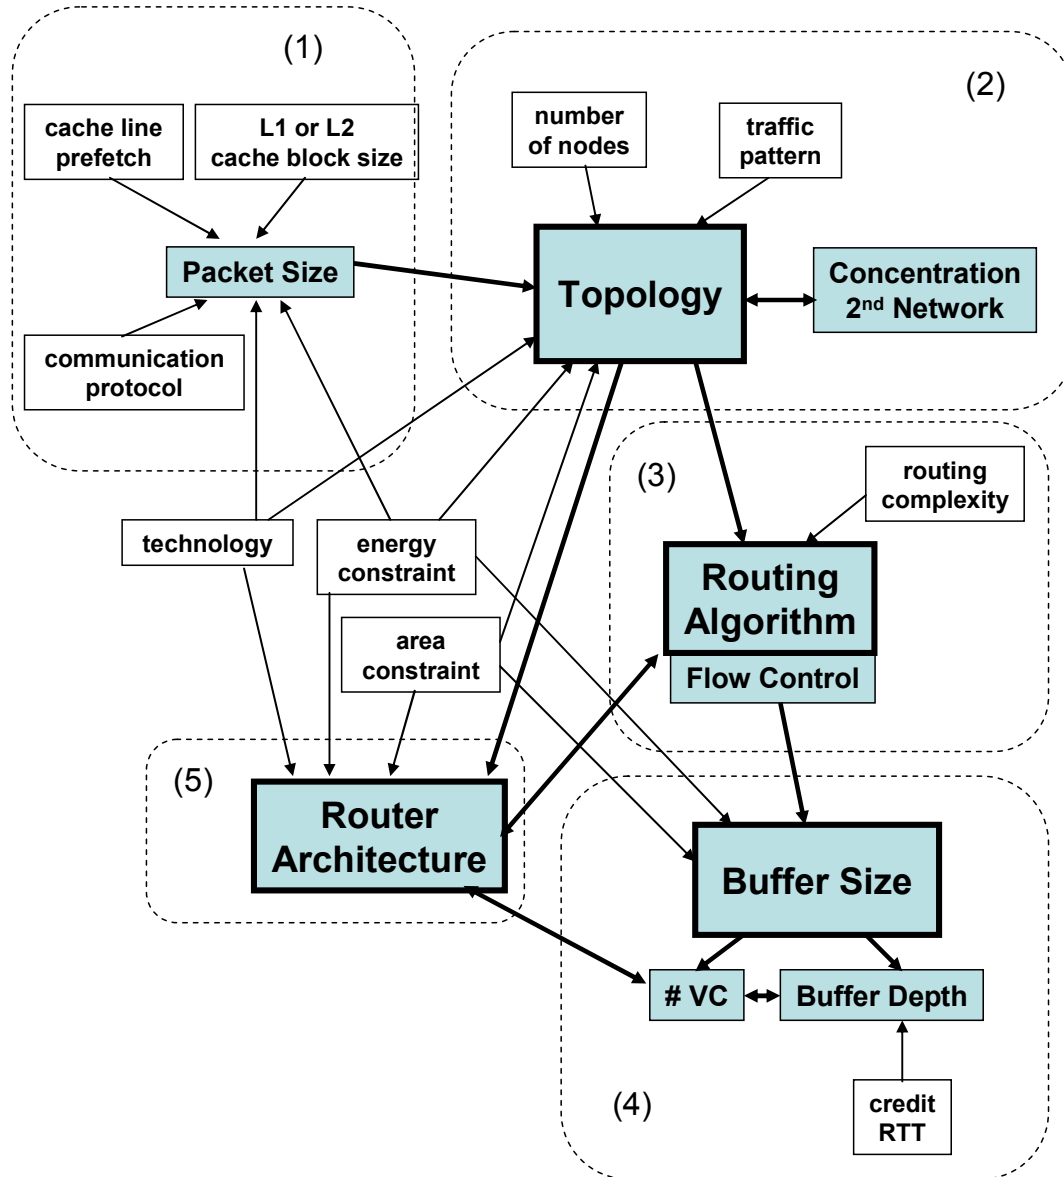 (1)
(2)
cache line
prefetch
L1 or L2
cache block size
number
of nodes
traffic
pattern
Packet Size
Topology
Concentration
2nd Network
communication
protocol
(3)
routing
complexity
technology
energy
constraint
Routing
Algorithm
area
constraint
Flow Control
(5)
Router
Architecture
Buffer Size
# VC
Buffer Depth
(4)
credit
RTT